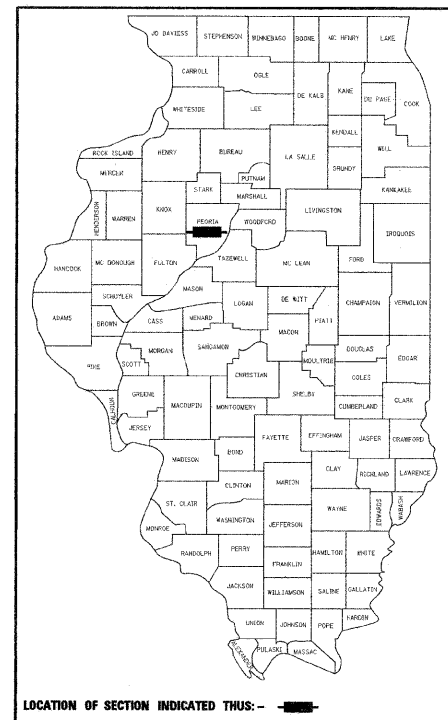 JO DAVIESS STEPHENSON WINNEBAGO BOONE MC HENRY LAKE
CARROLL OGLE
DE KALB KANE DU PAGE COOK
WHITESIDE LEE
KENDALL WILL
ROCK ISLAND HENRY BUREAU LA SALLE GRUNDY
MERCER PUTNAM
STARK MARSHALL KANKAKEE
HENDERSON WARREN KNOX PEORIA WOODFORD LIVINGSTON IROQUOIS
FULTON TAZEWELL MC LEAN FORD
HANCOCK MC DONOUGH
MASON
SCHUYLER LOGAN DE WITT CHAMPAIGN VERMILION
ADAMS BROWN CASS MENARD MACON PIATT
PIKE SCOTT MORGAN SANGAMON MOULTRIE DOUGLAS EDGAR
CHRISTIAN COLES
CALHOUN GREENE MACOUPIN MONTGOMERY SHELBY CUMBERLAND CLARK
JERSEY
FAYETTE EFFINGHAM JASPER CRAWFORD
MADISON BOND
CLAY RICHLAND LAWRENCE
CLINTON MARION
ST. CLAIR WAYNE EDWARDS WABASH
MONROE WASHINGTON JEFFERSON
RANDOLPH PERRY HAMILTON WHITE
FRANKLIN
JACKSON WILLIAMSON SALINE GALLATIN
UNION JOHNSON POPE HARDIN
ALEXANDER PULASKI MASSAC
LOCATION OF SECTION INDICATED THUS: -